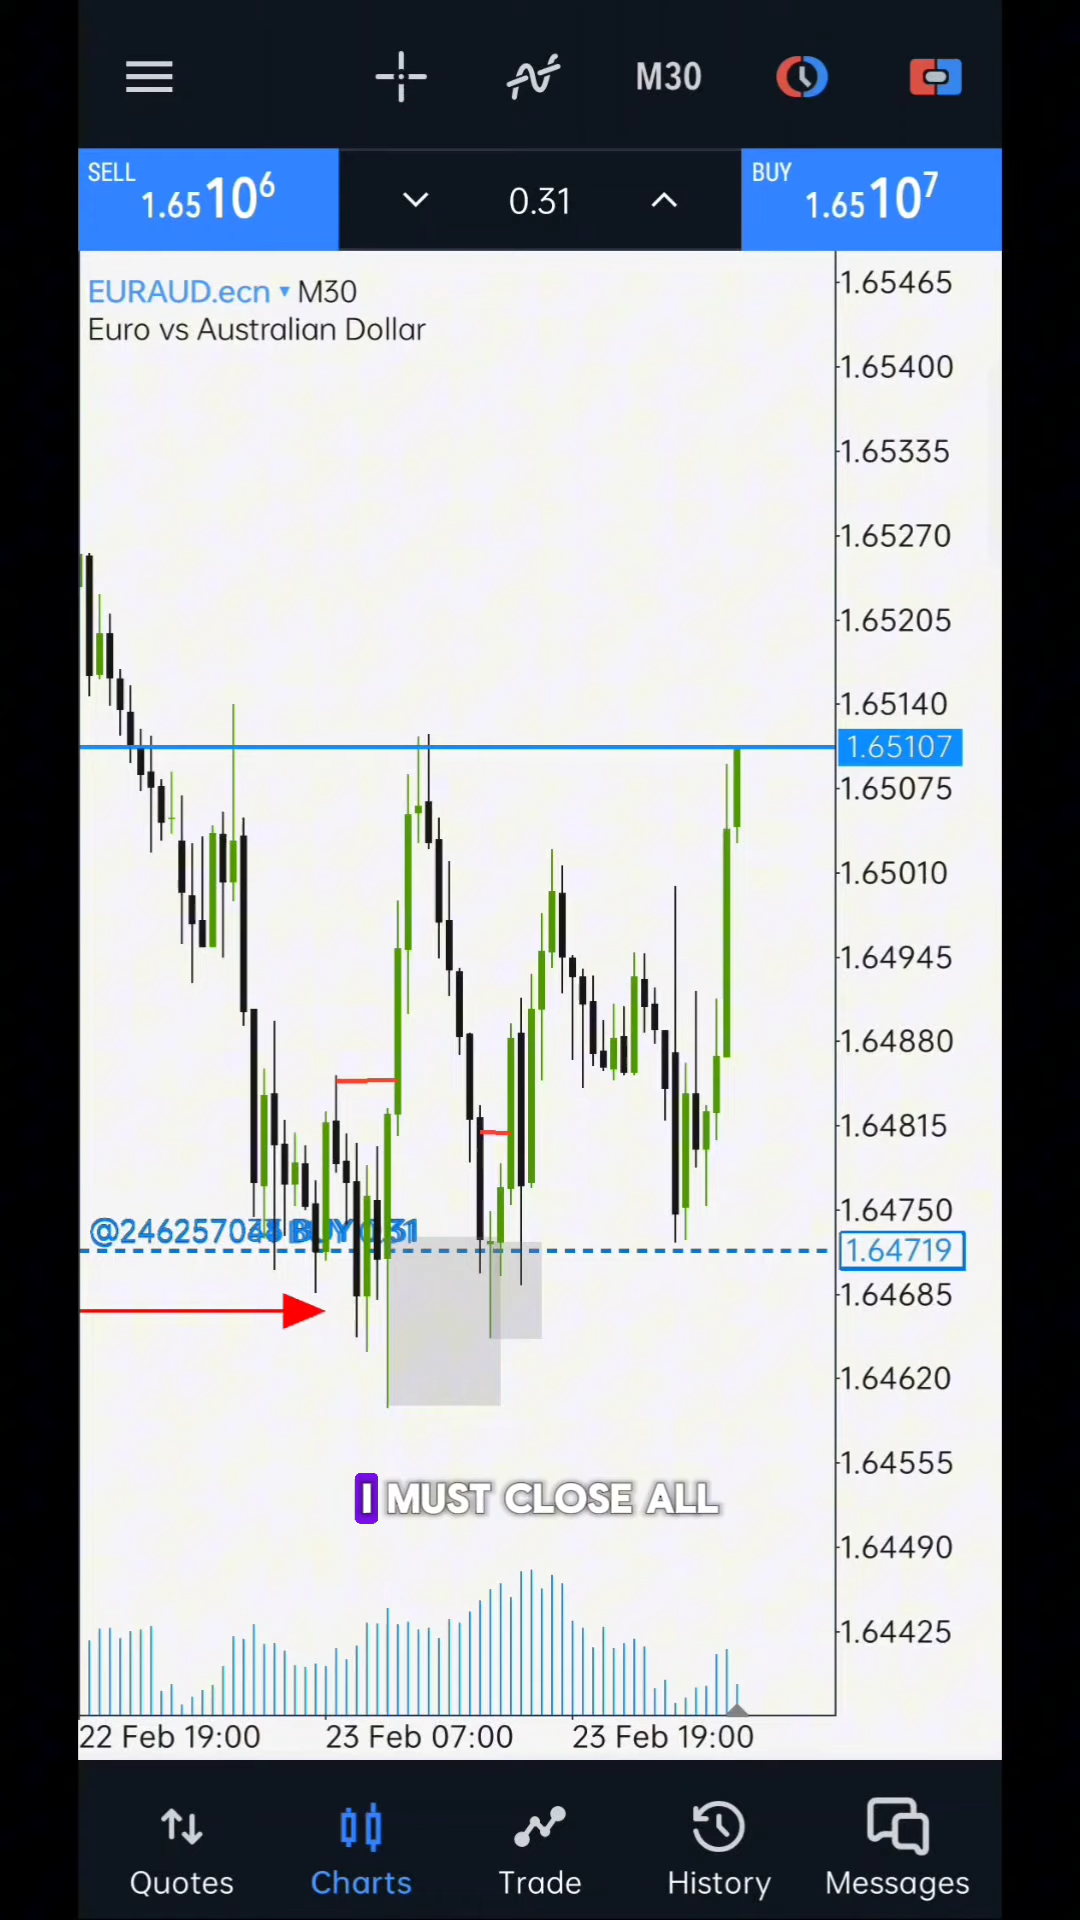 M30
SELL
1.65106
0.31
BUY
1.65107
EURAUD.ecn M30
Euro vs Australian Dollar
1.65465
1.65400
1.65335
1.65270
1.65205
1.65140
1.65107
1.65075
1.65010
1.64945
1.64880
1.64815
1.64750
BUY 0.31
1.64719
1.64685
1.64620
1.64555
I MUST CLOSE ALL
1.64490
1.64425
22 Feb 19:00 23 Feb 07:00 23 Feb 19:00
Quotes Charts Trade History Messages